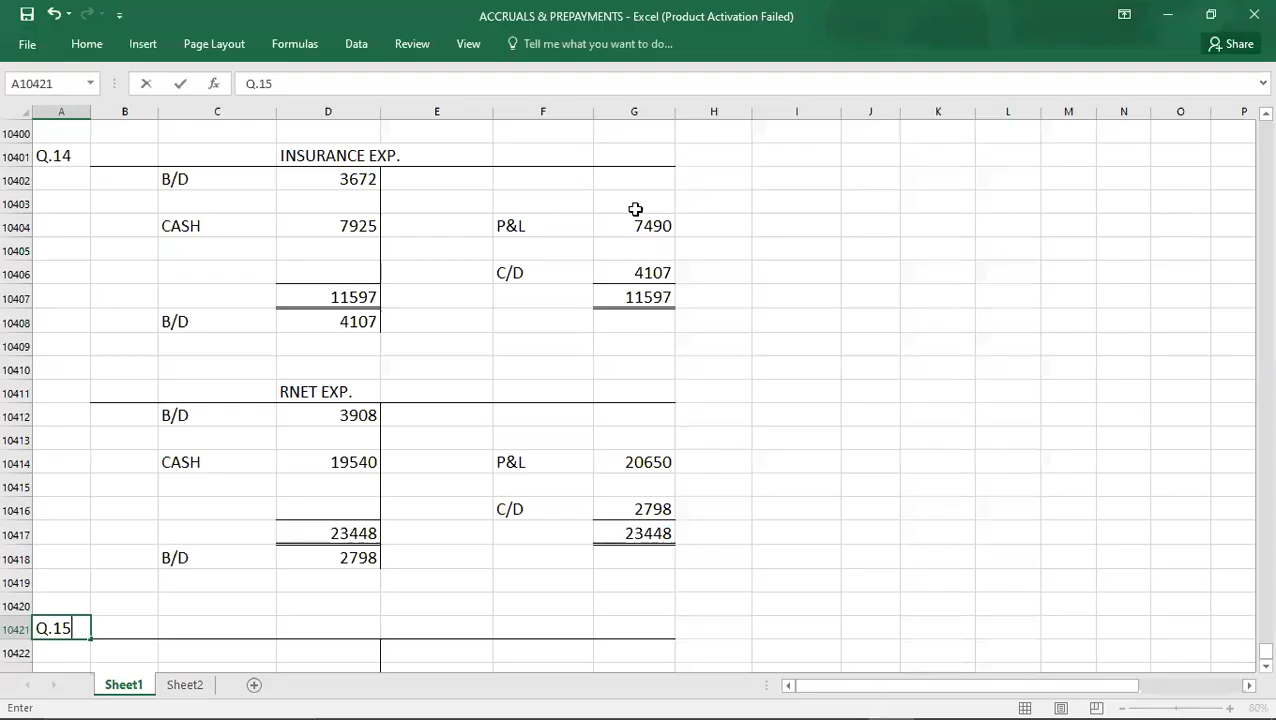 ACCRUALS & PREPAYMENTS - Excel (Product Activation Failed)
File Home Insert Page Layout Formulas Data Review View Tell me what you want to do... Share
A10421 fx Q.15
A B C D E F G H I J K L M N O P
10400
10401 Q.14 INSURANCE EXP.
10402 B/D 3672
10403
10404 CASH 7925 P&L 7490
10405
10406 C/D 4107
10407 11597 11597
10408 B/D 4107
10409
10410
10411 RNET EXP.
10412 B/D 3908
10413
10414 CASH 19540 P&L 20650
10415
10416 C/D 2798
10417 23448 23448
10418 B/D 2798
10419
10420
10421 Q.15
10422
Sheet1 Sheet2
Enter 80%